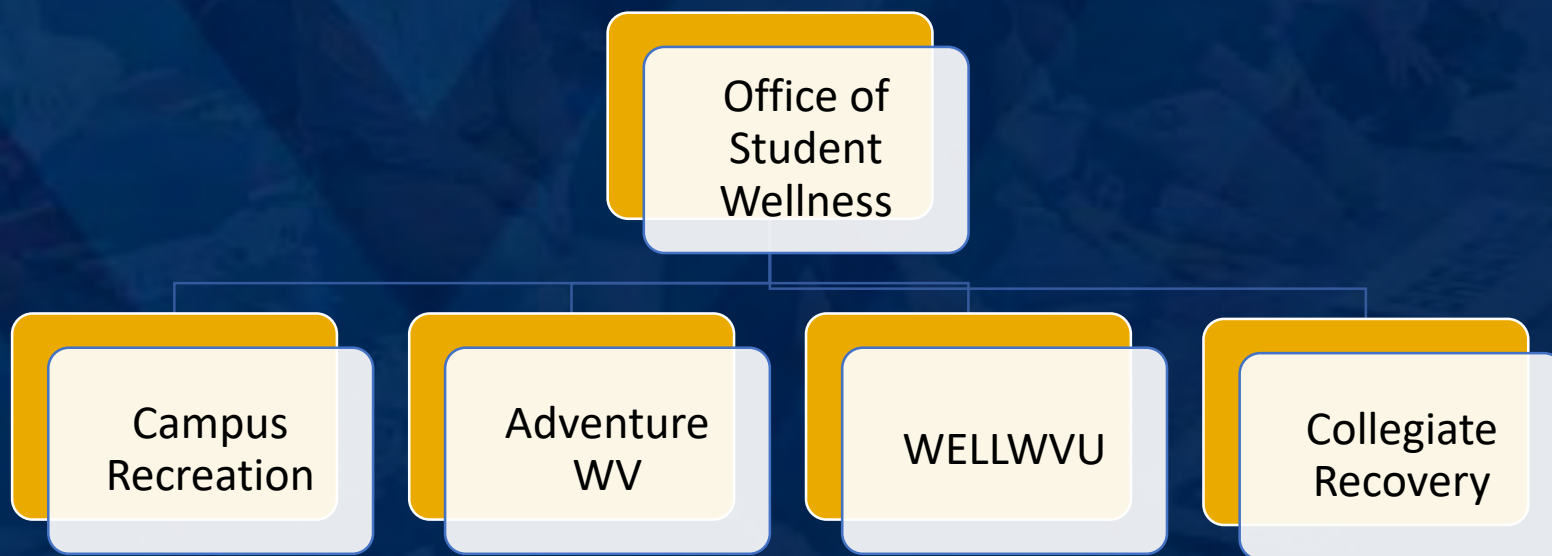 Office of
Student
Wellness
Campus
Recreation
Adventure
WV
WELLWVU
Collegiate
Recovery